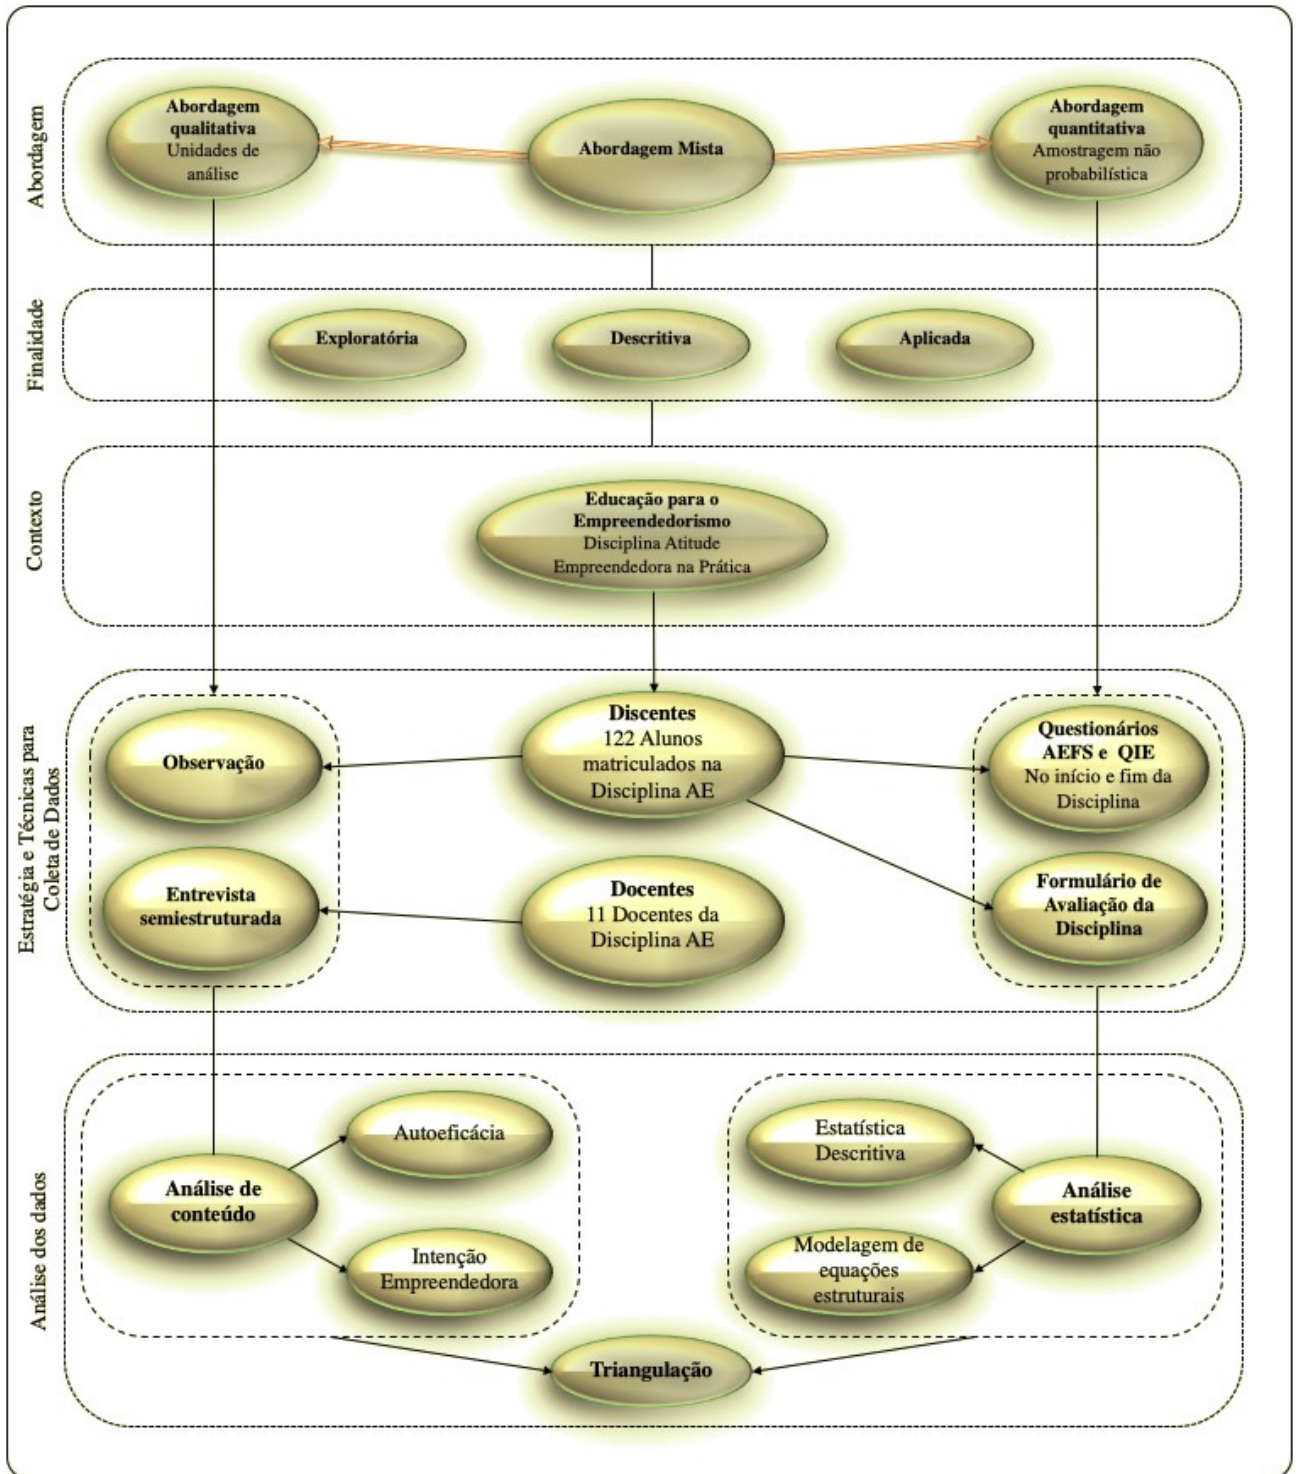 Abordagem
Abordagem
qualitativa
Unidades de
análise
Abordagem Mista
Abordagem
quantitativa
Amostragem não
probabilística
Finalidade
Exploratória
Descritiva
Aplicada
Contexto
Educação para o
Empreendedorismo
Disciplina Atitude
Empreendedora na Prática
Estratégia e Técnicas para
Coleta de Dados
Observação
Discentes
122 Alunos
matriculados na
Disciplina AE
Questionários
AEFS e QIE
No início e fim da
Disciplina
Entrevista
semiestruturada
Docentes
11 Docentes da
Disciplina AE
Formulário de
Avaliação da
Disciplina
Análise dos dados
Análise de
conteúdo
Autoeficácia
Intenção
Empreendedora
Estatística
Descritiva
Modelagem de
equações
estruturais
Análise
estatística
Triangulação